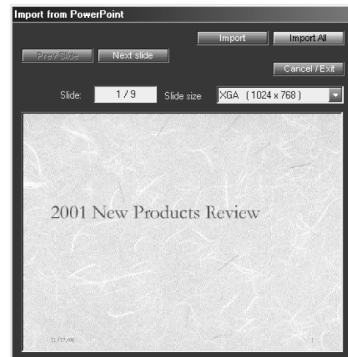 Import from PowerPoint
Import Import All
Prev Slide Next slide
Cancel / Exit
Slide: 1 / 9 Slide size XGA ( 1024 x 768 )
2001 New Products Review
1